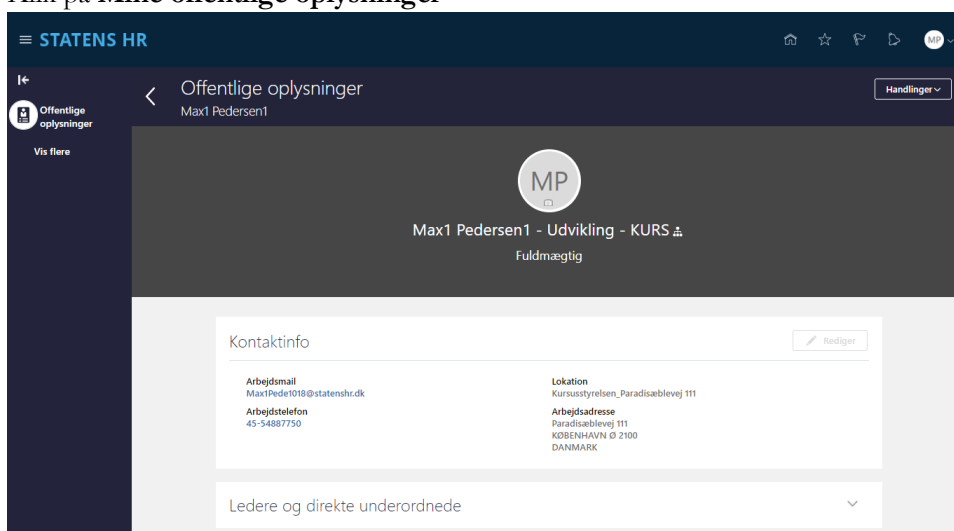 Klik på Mine offentlige oplysninger
STATENS HR
MP
Offentlige oplysninger
Max1 Pedersen1
Handlinger
Offentlige
oplysninger
Vis flere
MP
Max1 Pedersen1 - Udvikling - KURS
Fuldmægtig
Kontaktinfo
Rediger
Arbejdsmail
Max1Pede1018@statenshr.dk
Arbejdstelefon
45-54887750
Lokation
Kursusstyrelsen_Paradisæblevej 111
Arbejdsadresse
Paradisæblevej 111
KØBENHAVN Ø 2100
DANMARK
Ledere og direkte underordnede